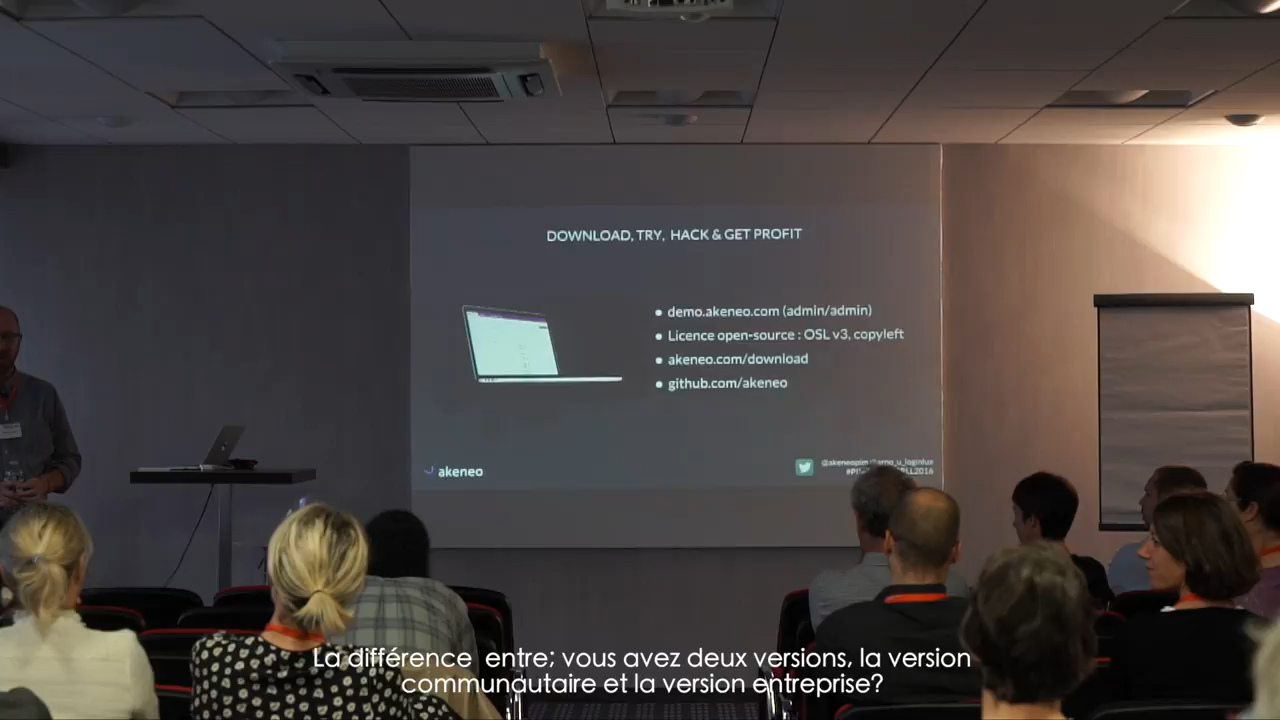 DOWNLOAD, TRY, HACK & GET PROFIT
demo.akeneo.com (admin/admin)
Licence open-source : OSL v3, copyleft
akeneo.com/download
github.com/akeneo
akeneo
La différence entre; vous avez deux versions, la version
communautaire et la version entreprise?